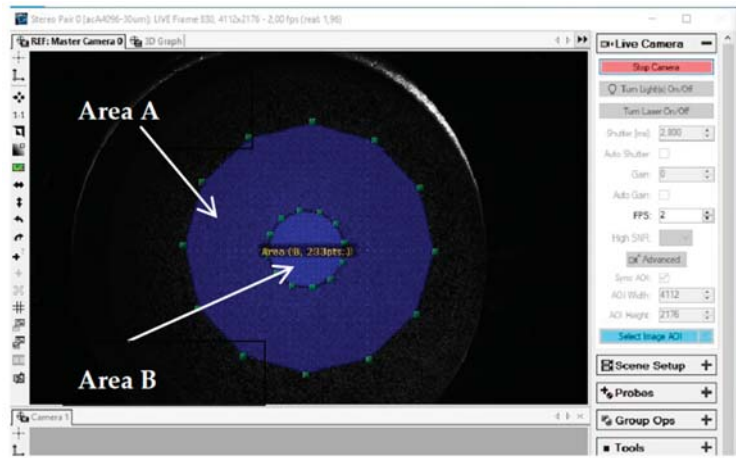 Stereo Pair 0 [acA4096-30um]: LIVE Frame 830, 4112x2176 - 2,00 fps (real: 1,96)
REF: Master Camera 0
3D Graph
1-1
Area A
Area (B, 233pts.)
Area B
Camera 1
Live Camera
Stop Camera
Turn Light(s) On/Off
Turn Laser On/Off
Shutter [ms]: 2,800
Auto Shutter
Gain: 0
Auto Gain:
FPS: 2
High SNR:
Advanced
Sync AOI:
AOI Width: 4112
AOI Height: 2176
Select Image AOI
Scene Setup
Probes
Group Ops
Tools